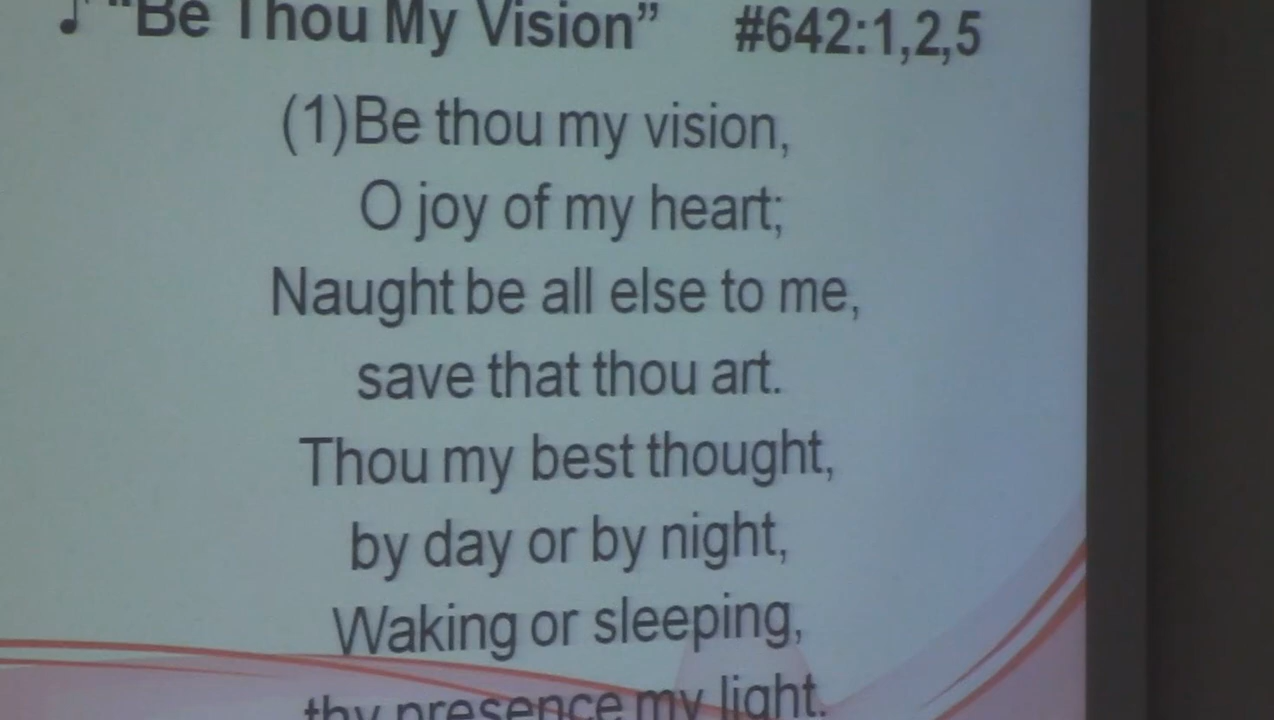 ♪ “Be Thou My Vision” #642:1,2,5
(1)Be thou my vision,
O joy of my heart;
Naught be all else to me,
save that thou art.
Thou my best thought,
by day or by night,
Waking or sleeping,
thy presence my light.